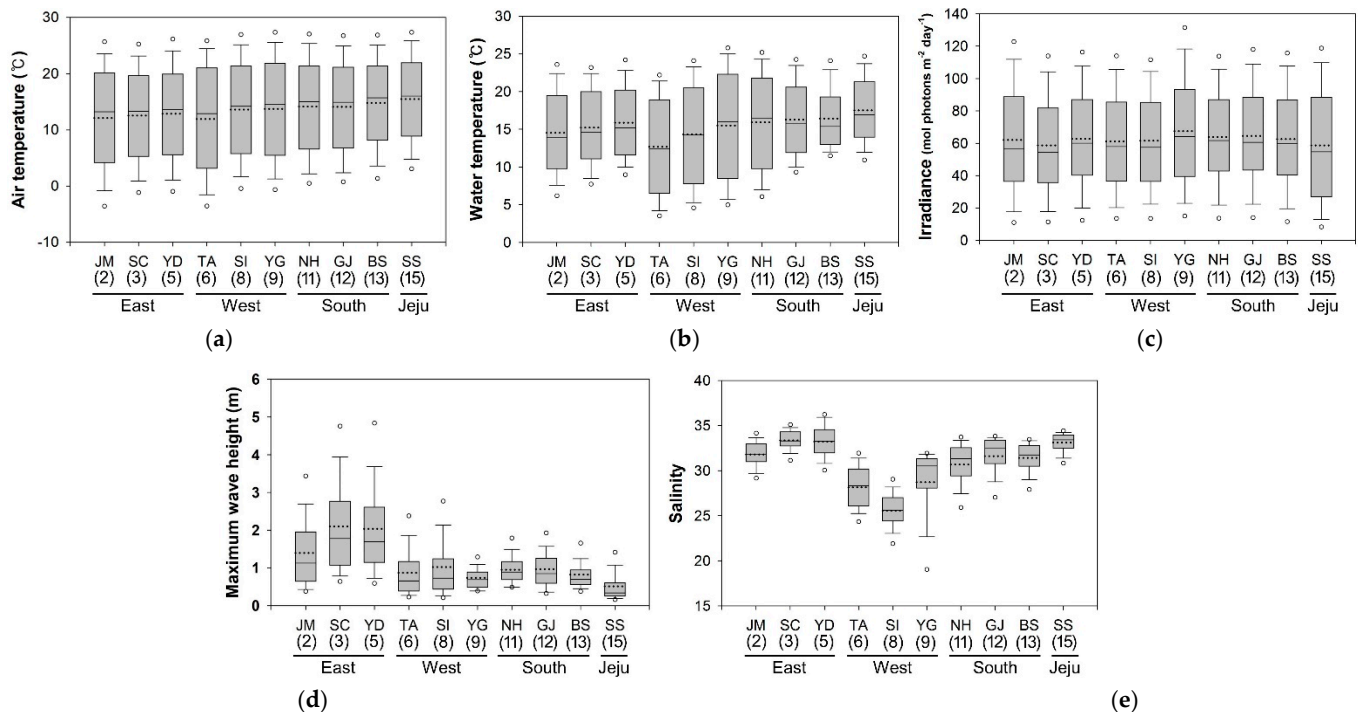 30
20
10
0
-10
Air temperature (℃)
JM SC YD TA SI YG NH GJ BS SS
(2) (3) (5) (6) (8) (9) (11) (12) (13) (15)
East West South Jeju
(a)
30
25
20
15
10
5
0
Water temperature (℃)
JM SC YD TA SI YG NH GJ BS SS
(2) (3) (5) (6) (8) (9) (11) (12) (13) (15)
East West South Jeju
(b)
140
120
100
80
60
40
20
0
Irradiance (mol photons m⁻² day⁻¹)
JM SC YD TA SI YG NH GJ BS SS
(2) (3) (5) (6) (8) (9) (11) (12) (13) (15)
East West South Jeju
(c)
6
5
4
3
2
1
0
Maximum wave height (m)
JM SC YD TA SI YG NH GJ BS SS
(2) (3) (5) (6) (8) (9) (11) (12) (13) (15)
East West South Jeju
(d)
40
35
30
25
20
15
Salinity
JM SC YD TA SI YG NH GJ BS SS
(2) (3) (5) (6) (8) (9) (11) (12) (13) (15)
East West South Jeju
(e)